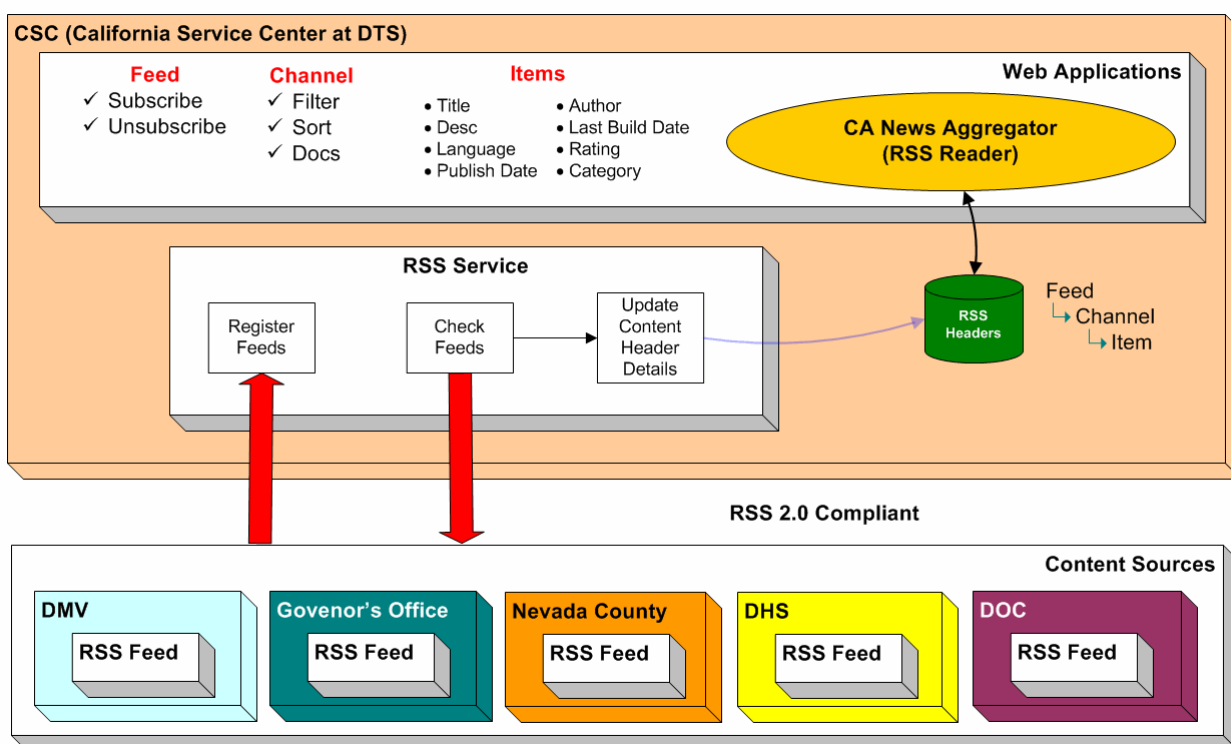 CSC (California Service Center at DTS)
Web Applications
Feed
✓ Subscribe
✓ Unsubscribe
Channel
✓ Filter
✓ Sort
✓ Docs
Items
• Title
• Desc
• Language
• Publish Date
• Author
• Last Build Date
• Rating
• Category
CA News Aggregator
(RSS Reader)
RSS Service
Register
Feeds
Check
Feeds
Update
Content
Header
Details
RSS
Headers
Feed
Channel
Item
RSS 2.0 Compliant
Content Sources
DMV
RSS Feed
Govenor's Office
RSS Feed
Nevada County
RSS Feed
DHS
RSS Feed
DOC
RSS Feed